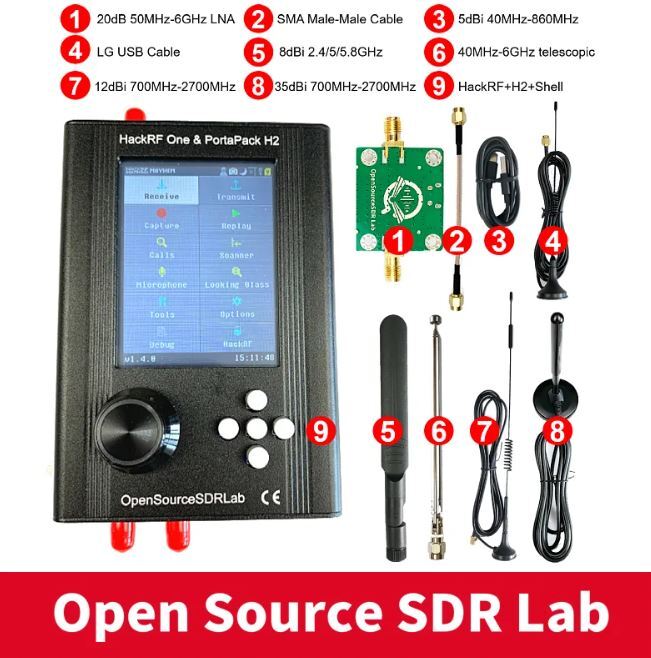 1 20dB 50MHz-6GHz LNA
2 SMA Male-Male Cable
3 5dBi 40MHz-860MHz
4 LG USB Cable
5 8dBi 2.4/5/5.8GHz
6 40MHz-6GHz telescopic
7 12dBi 700MHz-2700MHz
8 35dBi 700MHz-2700MHz
9 HackRF+H2+Shell
HackRF One & PortaPack H2
MAYHEM
Receive Transmit
Capture Replay
Calls Scanner
Microphone Looking Glass
Tools Options
Debug HackRF
v1.4.0 15:11:40
OpenSourceSDRLab CE
OpenSourceSDR Lab
1
2
3
4
5
6
7
8
9
Open Source SDR Lab